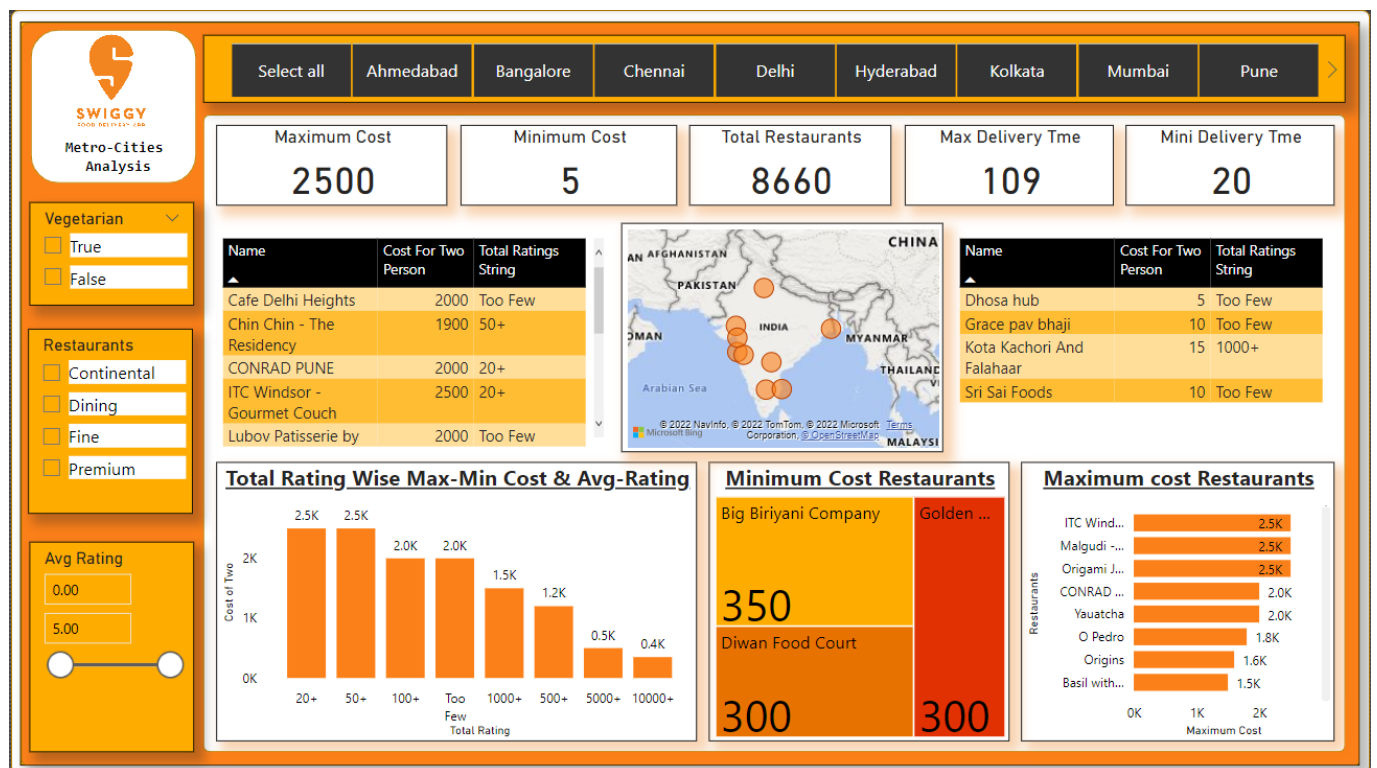 SWIGGY
FOOD DELIVERY APP
Metro-Cities
Analysis
Select all
Ahmedabad
Bangalore
Chennai
Delhi
Hyderabad
Kolkata
Mumbai
Pune
Maximum Cost
2500
Minimum Cost
5
Total Restaurants
8660
Max Delivery Tme
109
Mini Delivery Tme
20
Vegetarian
True
False
Restaurants
Continental
Dining
Fine
Premium
Avg Rating
0.00
5.00
Name Cost For Two Total Ratings
Person String
Cafe Delhi Heights 2000 Too Few
Chin Chin - The 1900 50+
Residency
CONRAD PUNE 2000 20+
ITC Windsor - 2500 20+
Gourmet Couch
Lubov Patisserie by 2000 Too Few
CHINA
AN AFGHANISTAN
PAKISTAN
INDIA
OMAN
MYANMAR
THAILAND
VI
Arabian Sea
© 2022 NavInfo, © 2022 TomTom, © 2022 Microsoft Terms
Microsoft Bing
Corporation, © OpenStreetMap
MALAYSI
Name Cost For Two Total Ratings
Person String
Dhosa hub 5 Too Few
Grace pav bhaji 10 Too Few
Kota Kachori And 15 1000+
Falahaar
Sri Sai Foods 10 Too Few
Total Rating Wise Max-Min Cost & Avg-Rating
2.5K 2.5K 2.0K 2.0K 1.5K 1.2K 0.5K 0.4K
2K
1K
0K
Cost of Two
20+ 50+ 100+ Too 1000+ 500+ 5000+ 10000+
Few
Total Rating
Minimum Cost Restaurants
Big Biriyani Company
350
Diwan Food Court
300
Golden ...
300
Maximum cost Restaurants
Restaurants
ITC Wind... 2.5K
Malgudi -... 2.5K
Origami J... 2.5K
CONRAD ... 2.0K
Yauatcha 2.0K
O Pedro 1.8K
Origins 1.6K
Basil with... 1.5K
0K 1K 2K
Maximum Cost